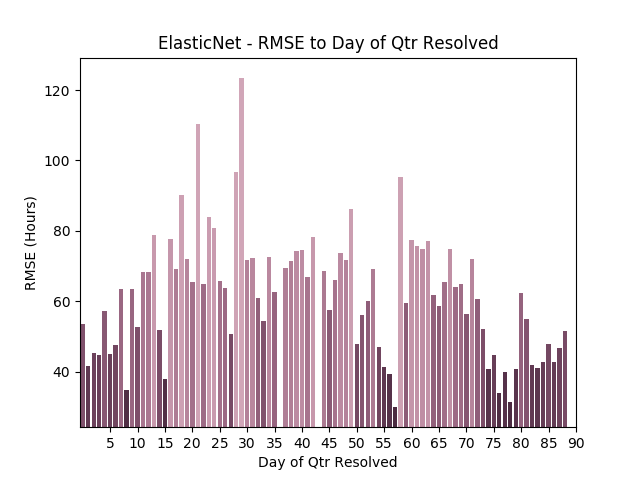 ElasticNet - RMSE to Day of Qtr Resolved
120
100
80
60
40
RMSE (Hours)
5 10 15 20 25 30 35 40 45 50 55 60 65 70 75 80 85 90
Day of Qtr Resolved